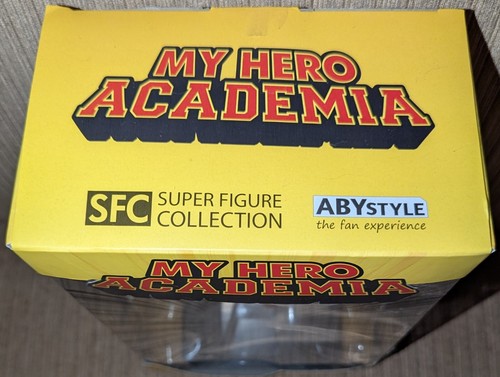 MY HERO
ACADEMIA
SFC SUPER FIGURE
COLLECTION
ABYSTYLE
the fan experience
MY HERO
ACADEMIA